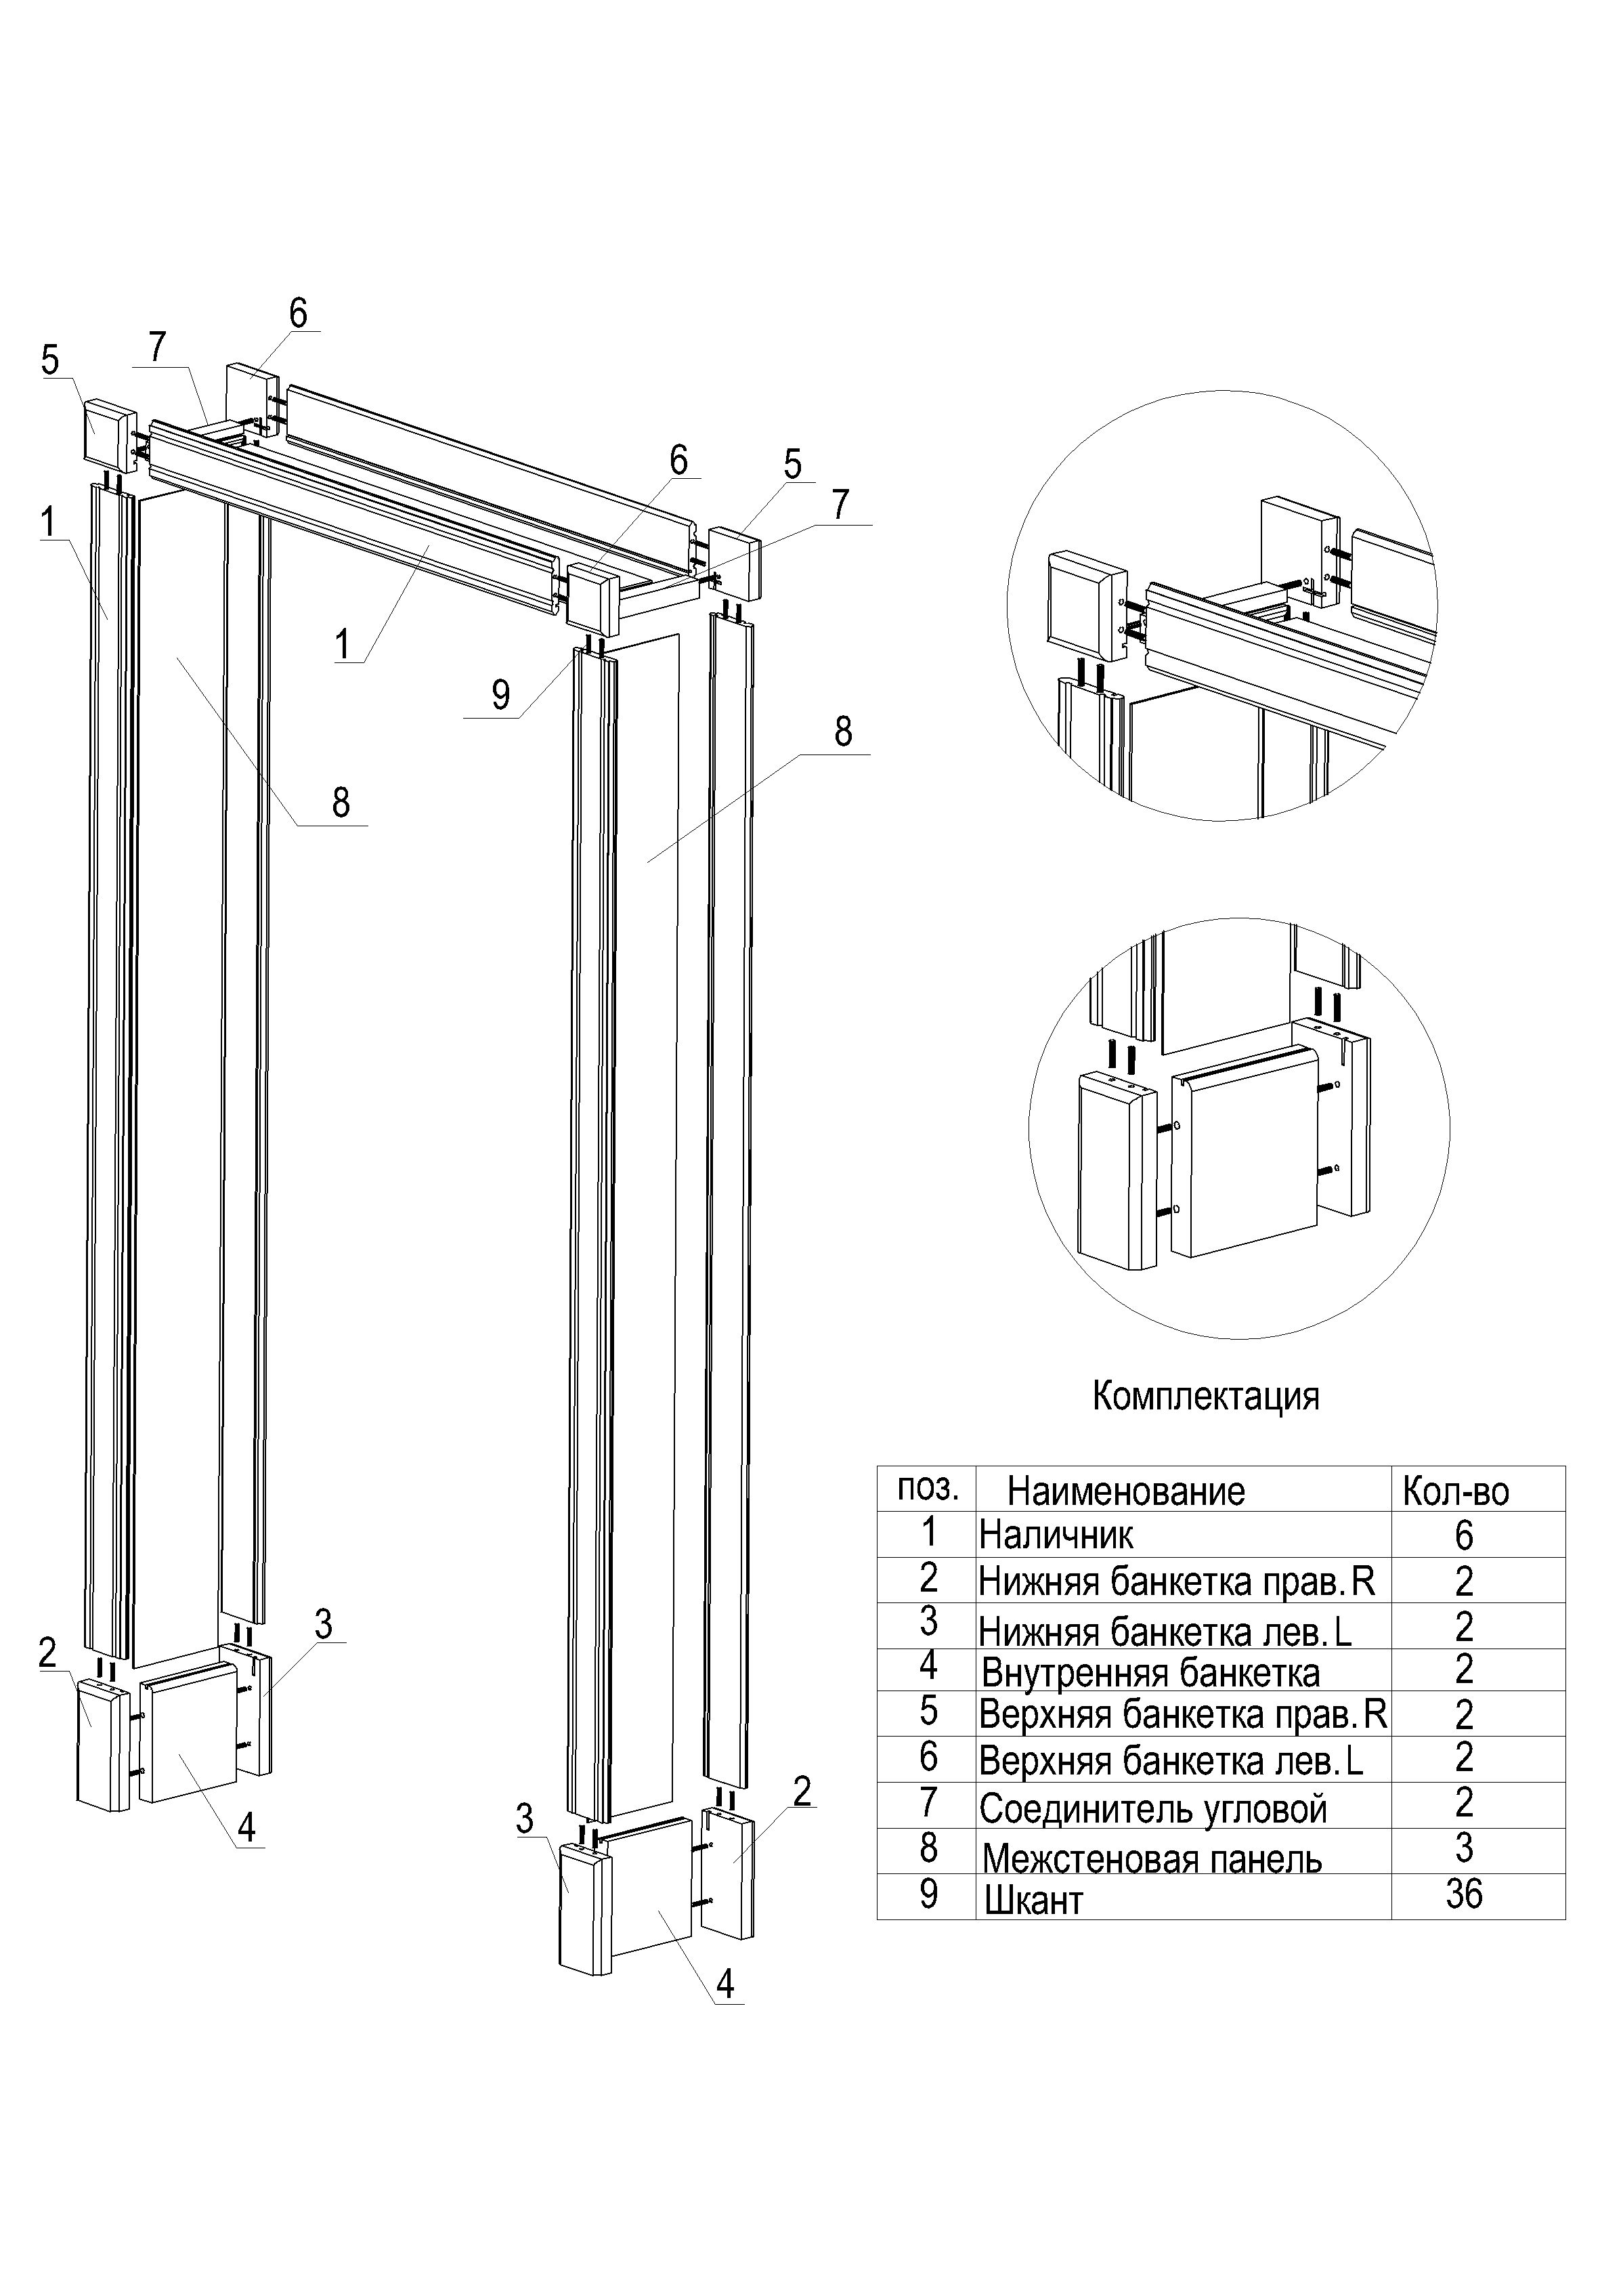 6
7
5
6
5
7
1
1
9
8
8
2
3
4
3
2
4
Комплектация
поз. Наименование Кол-во
1 Наличник 6
2 Нижняя банкетка прав. R 2
3 Нижняя банкетка лев. L 2
4 Внутренняя банкетка 2
5 Верхняя банкетка прав. R 2
6 Верхняя банкетка лев. L 2
7 Соединитель угловой 2
8 Межстеновая панель 3
9 Шкант 36